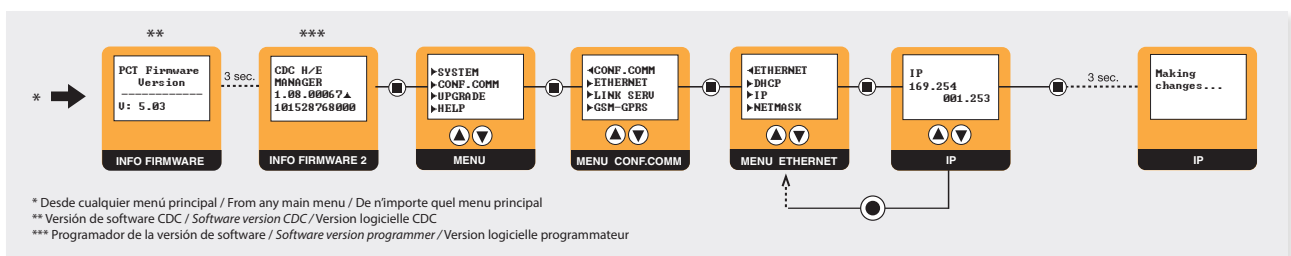 **
***
*
PCT Firmware
Version
V: 5.03
INFO FIRMWARE
3 sec.
CDC H/E
MANAGER
1.08.00067▲
101528768000
INFO FIRMWARE 2
▶SYSTEM
▶CONF.COMM
▶UPGRADE
▶HELP
MENU
◀CONF.COMM
▶ETHERNET
▶LINK SERV
▶GSM-GPRS
MENU CONF.COMM
◀ETHERNET
▶DHCP
▶IP
▶NETMASK
MENU ETHERNET
IP
169.254
001.253
IP
3 sec.
Making
changes...
IP
* Desde cualquier menú principal / From any main menu / De n’importe quel menu principal
** Versión de software CDC / Software version CDC / Version logicielle CDC
*** Programador de la versión de software / Software version programmer / Version logicielle programmateur